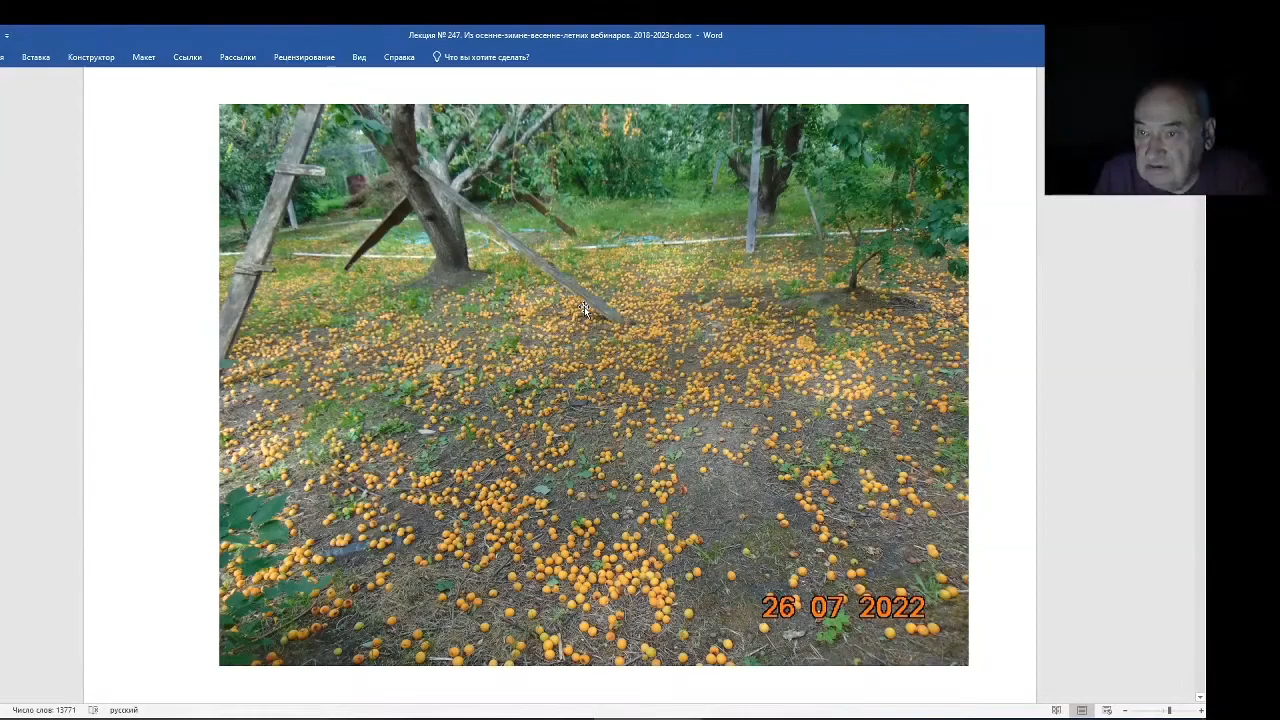 Лекция № 247. Из осенне-зимне-весенне-летних вебинаров. 2018-2023г.docx - Word
Вставка Конструктор Макет Ссылки Рассылки Рецензирование Вид Справка Что вы хотите сделать?
26 07 2022
Число слов: 13771 русский